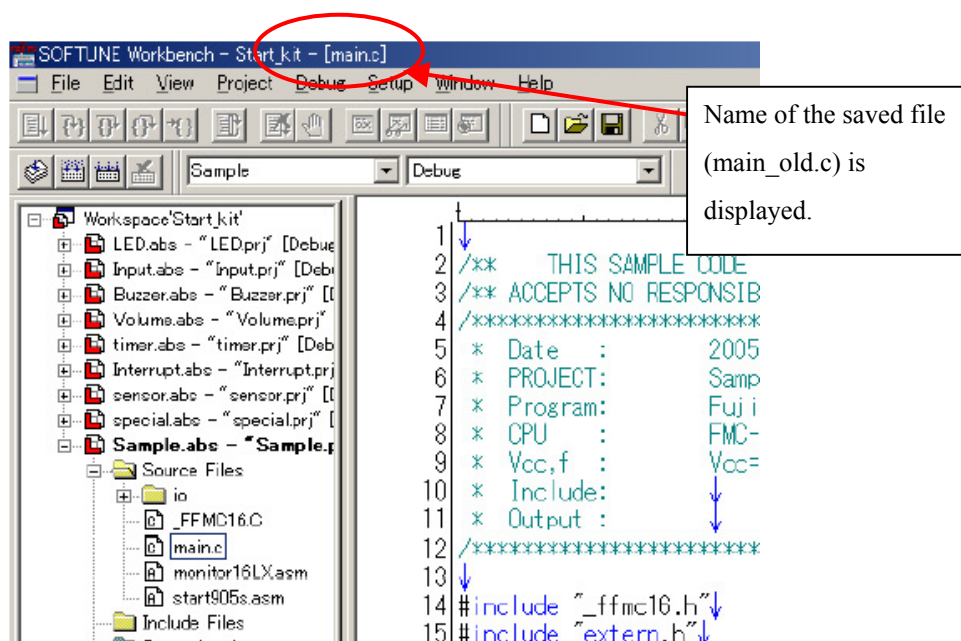 SOFTUNE Workbench - Start_kit - [main.c]
File Edit View Project Debug Setup Window Help
Name of the saved file
(main_old.c) is
displayed.
Sample Debug
Workspace'Start_kit'
LED.abs - "LED.prj" [Debug
Input.abs - "Input.prj" [Deb
Buzzer.abs - "Buzzer.prj" [
Volume.abs - "Volume.prj"
timer.abs - "timer.prj" [Deb
Interrupt.abs - "Interrupt.prj
sensor.abs - "sensor.prj" [
special.abs - "special.prj" [
Sample.abs - "Sample.p
Source Files
io
_FFMC16.C
main.c
monitor16LX.asm
start905s.asm
Include Files
1
2 /** THIS SAMPLE CODE
3 /** ACCEPTS NO RESPONSIB
4 /************************
5 * Date : 2005
6 * PROJECT: Samp
7 * Program: Fuji
8 * CPU : FMC-
9 * Vcc,f : Vcc=
10 * Include:
11 * Output :
12 /************************
13
14 #include "_ffmc16.h"
15 #include "extern.h"